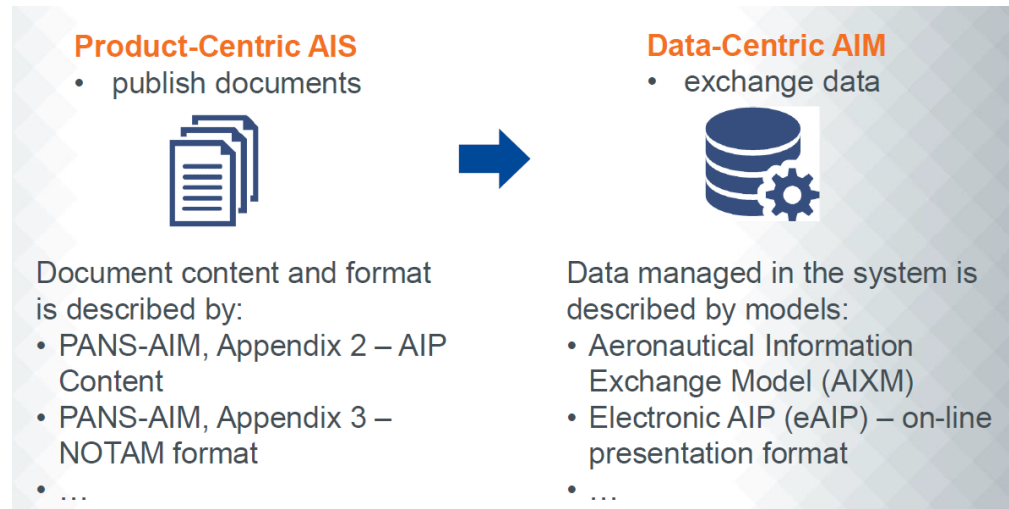 Product-Centric AIS
• publish documents
Document content and format
is described by:
• PANS-AIM, Appendix 2 – AIP
Content
• PANS-AIM, Appendix 3 –
NOTAM format
• …
Data-Centric AIM
• exchange data
Data managed in the system is
described by models:
• Aeronautical Information
Exchange Model (AIXM)
• Electronic AIP (eAIP) – on-line
presentation format
• …